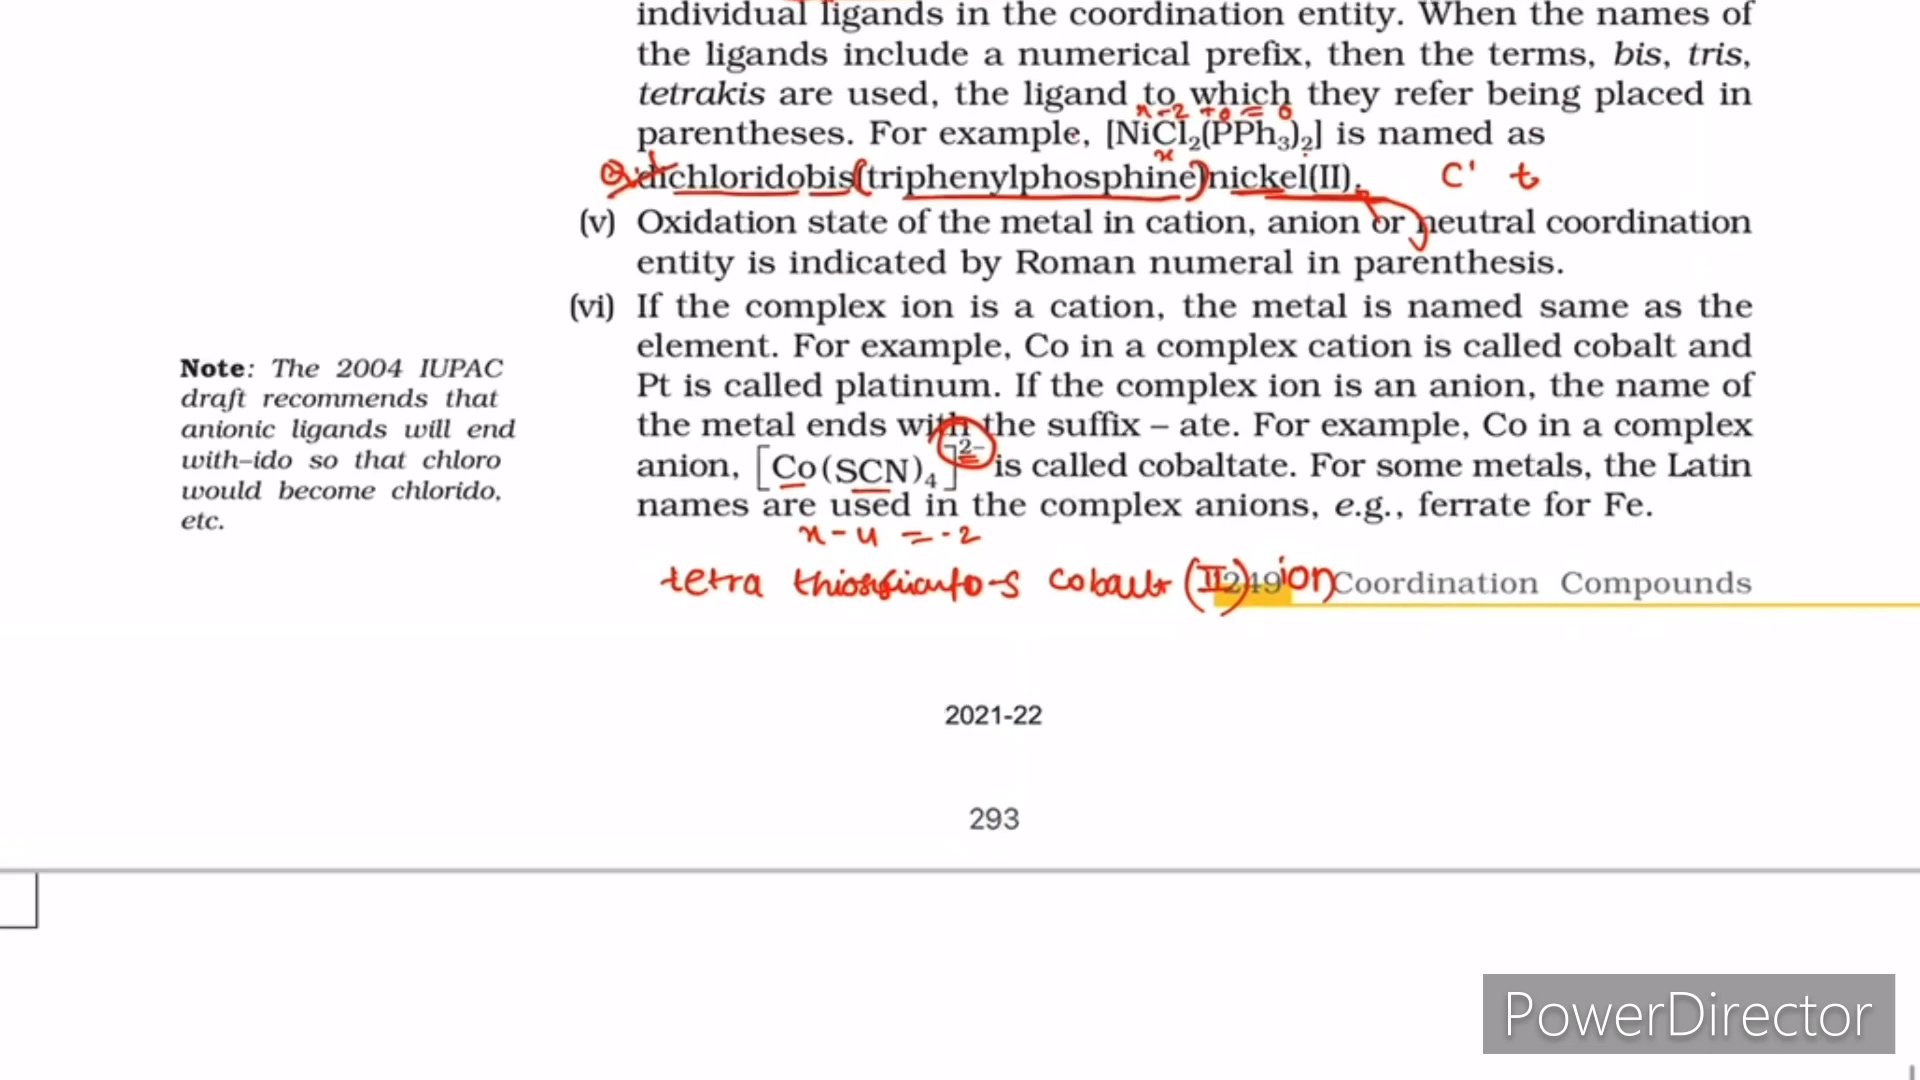 individual ligands in the coordination entity. When the names of
the ligands include a numerical prefix, then the terms, bis, tris,
tetrakis are used, the ligand to which they refer being placed in
x-2 +0 = 0
parentheses. For example, [NiCl₂(PPh₃)₂] is named as
x
dichloridobis(triphenylphosphine)nickel(II). C' t
(v) Oxidation state of the metal in cation, anion or neutral coordination
entity is indicated by Roman numeral in parenthesis.
(vi) If the complex ion is a cation, the metal is named same as the
element. For example, Co in a complex cation is called cobalt and
Pt is called platinum. If the complex ion is an anion, the name of
the metal ends with the suffix – ate. For example, Co in a complex
anion, [Co(SCN)₄]²⁻ is called cobaltate. For some metals, the Latin
names are used in the complex anions, e.g., ferrate for Fe.
Note: The 2004 IUPAC
draft recommends that
anionic ligands will end
with–ido so that chloro
would become chlorido,
etc.
x-4 = -2
tetra cobalt (II) ion
249 Coordination Compounds
2021-22
293
PowerDirector